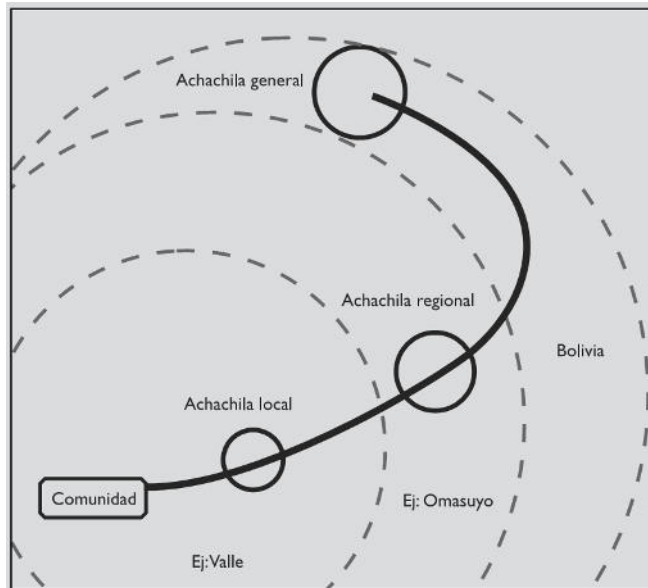 Achachila general
Achachila regional
Bolivia
Achachila local
Comunidad
Ej: Omasuyo
Ej:Valle